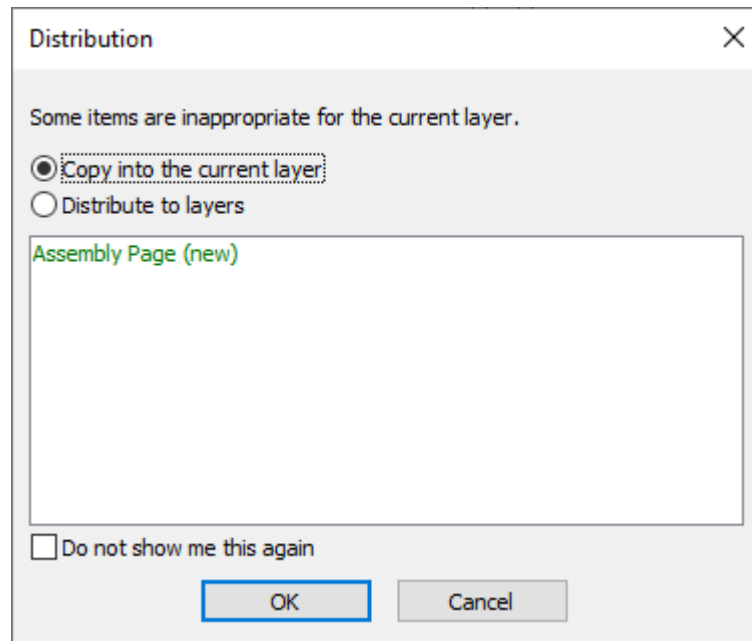 Distribution
Some items are inappropriate for the current layer.
Copy into the current layer
Distribute to layers
Assembly Page (new)
Do not show me this again
OK
Cancel